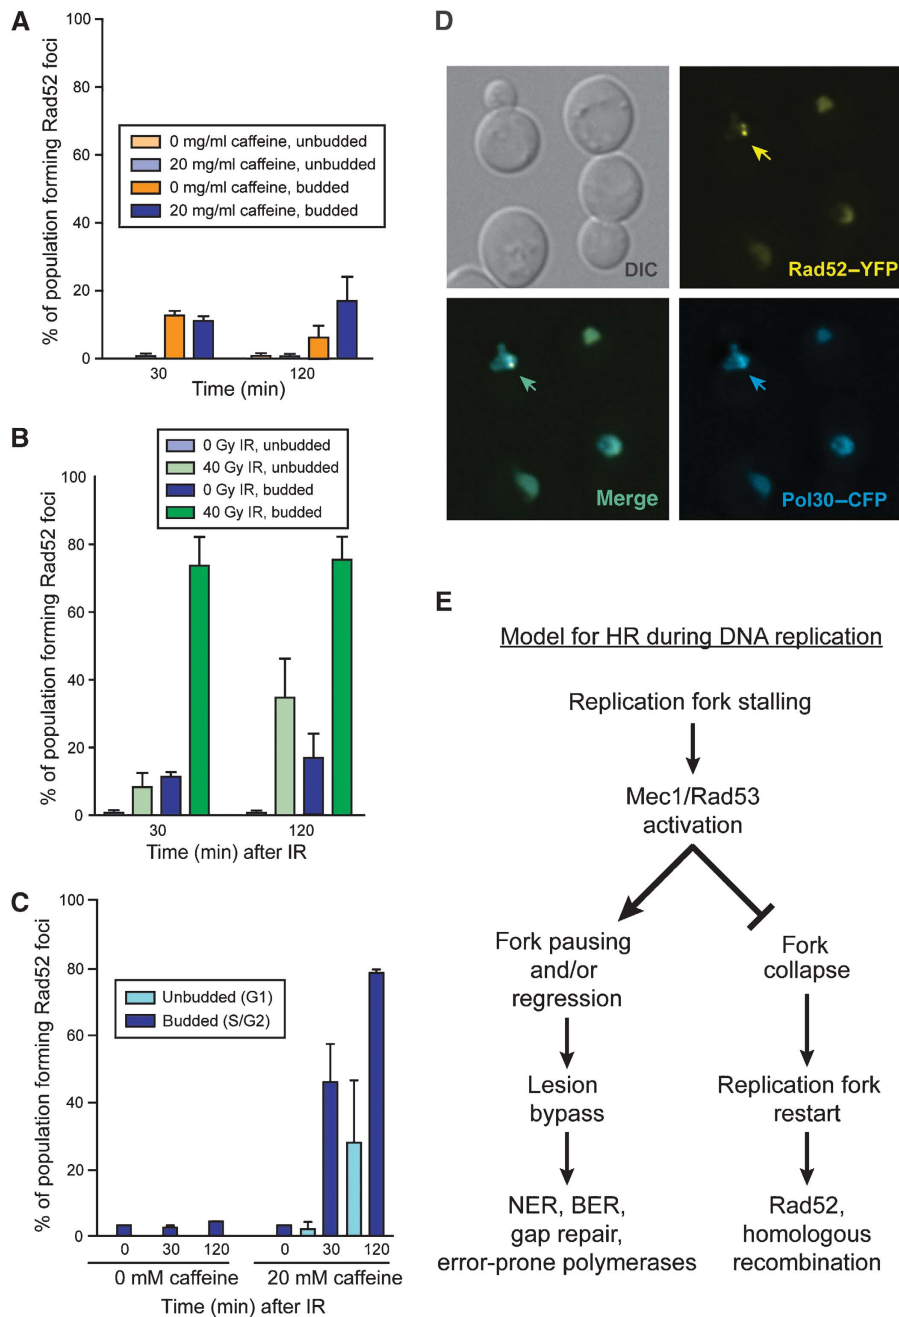 A
% of population forming Rad52 foci
100
80
60
40
20
0
0 mg/ml caffeine, unbudded
20 mg/ml caffeine, unbudded
0 mg/ml caffeine, budded
20 mg/ml caffeine, budded
30
120
Time (min)
B
% of population forming Rad52 foci
100
80
60
40
20
0
0 Gy IR, unbudded
40 Gy IR, unbudded
0 Gy IR, budded
40 Gy IR, budded
30
120
Time (min) after IR
C
% of population forming Rad52 foci
100
80
60
40
20
0
Unbudded (G1)
Budded (S/G2)
0 30 120 0 30 120
0 mM caffeine 20 mM caffeine
Time (min) after IR
D
DIC
Rad52–YFP
Merge
Pol30–CFP
E
Model for HR during DNA replication
Replication fork stalling
Mec1/Rad53
activation
Fork pausing
and/or
regression
Lesion
bypass
NER, BER,
gap repair,
error-prone polymerases
Fork
collapse
Replication fork
restart
Rad52,
homologous
recombination